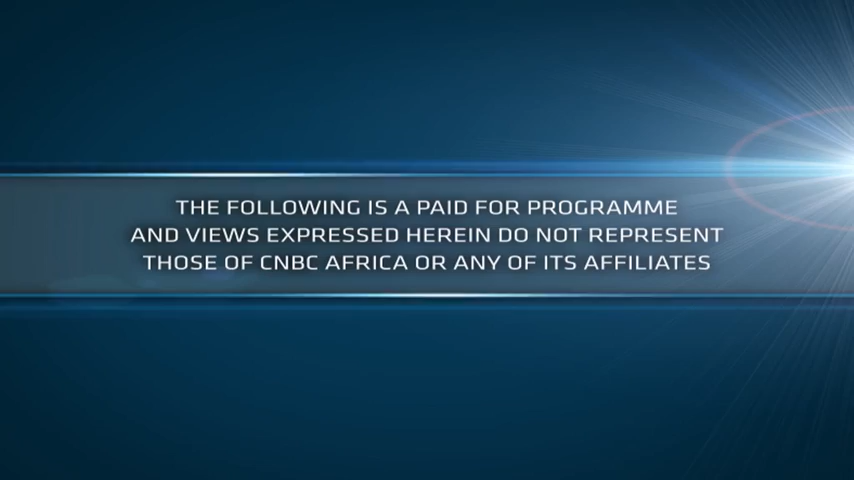 THE FOLLOWING IS A PAID FOR PROGRAMME
AND VIEWS EXPRESSED HEREIN DO NOT REPRESENT
THOSE OF CNBC AFRICA OR ANY OF ITS AFFILIATES